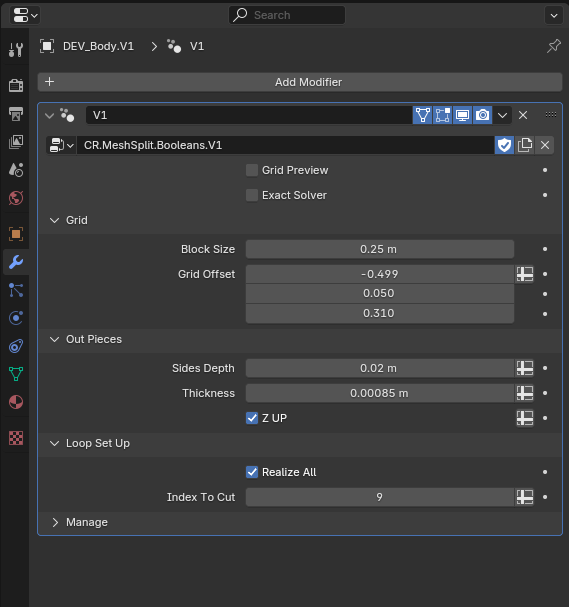 Search
DEV_Body.V1 > V1
+ Add Modifier
V1
CR.MeshSplit.Booleans.V1
Grid Preview
Exact Solver
Grid
Block Size 0.25 m
Grid Offset -0.499
0.050
0.310
Out Pieces
Sides Depth 0.02 m
Thickness 0.00085 m
Z UP
Loop Set Up
Realize All
Index To Cut 9
Manage